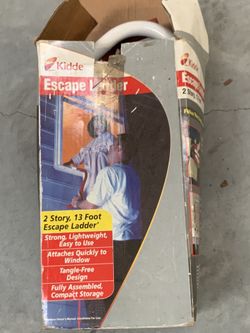 Kidde
Escape Ladder
2 Story, 13 Foot
Escape Ladder*
Strong, Lightweight,
Easy to Use
Attaches Quickly to
Window
Tangle-Free
Design
Fully Assembled,
Compact Storage
Kidde
Escape
2 Story